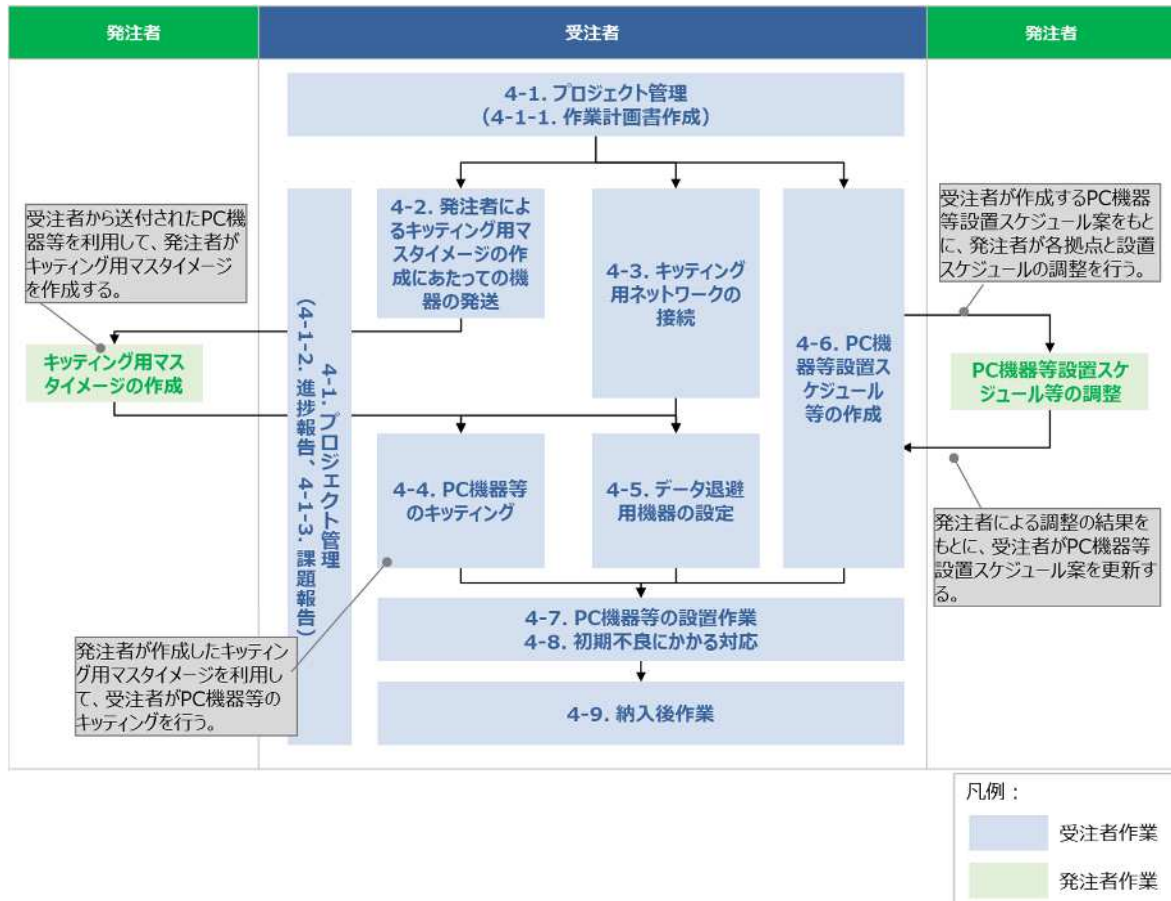 発注者
受注者
発注者
4-1. プロジェクト管理
(4-1-1. 作業計画書作成)
受注者から送付されたPC機
器等を利用して、発注者が
キッティング用マスタイメージ
を作成する。
4-2. 発注者によ
るキッティング用マ
スタイメージの作
成にあたっての機
器の発送
4-3. キッティング
用ネットワークの
接続
4-6. PC機
器等設置ス
ケジュール
等の作成
受注者が作成するPC機器
等設置スケジュール案をもと
に、発注者が各拠点と設置
スケジュールの調整を行う。
キッティング用マス
タイメージの作成
4-1. プロジェクト管理
(4-1-2. 進捗報告、4-1-3. 課題報告)
PC機器等設置スケ
ジュール等の調整
4-4. PC機器等
のキッティング
4-5. データ退避
用機器の設定
発注者による調整の結果を
もとに、受注者がPC機器等
設置スケジュール案を更新す
る。
4-7. PC機器等の設置作業
4-8. 初期不良にかかる対応
発注者が作成したキッティン
グ用マスタイメージを利用し
て、受注者がPC機器等の
キッティングを行う。
4-9. 納入後作業
凡例：
受注者作業
発注者作業